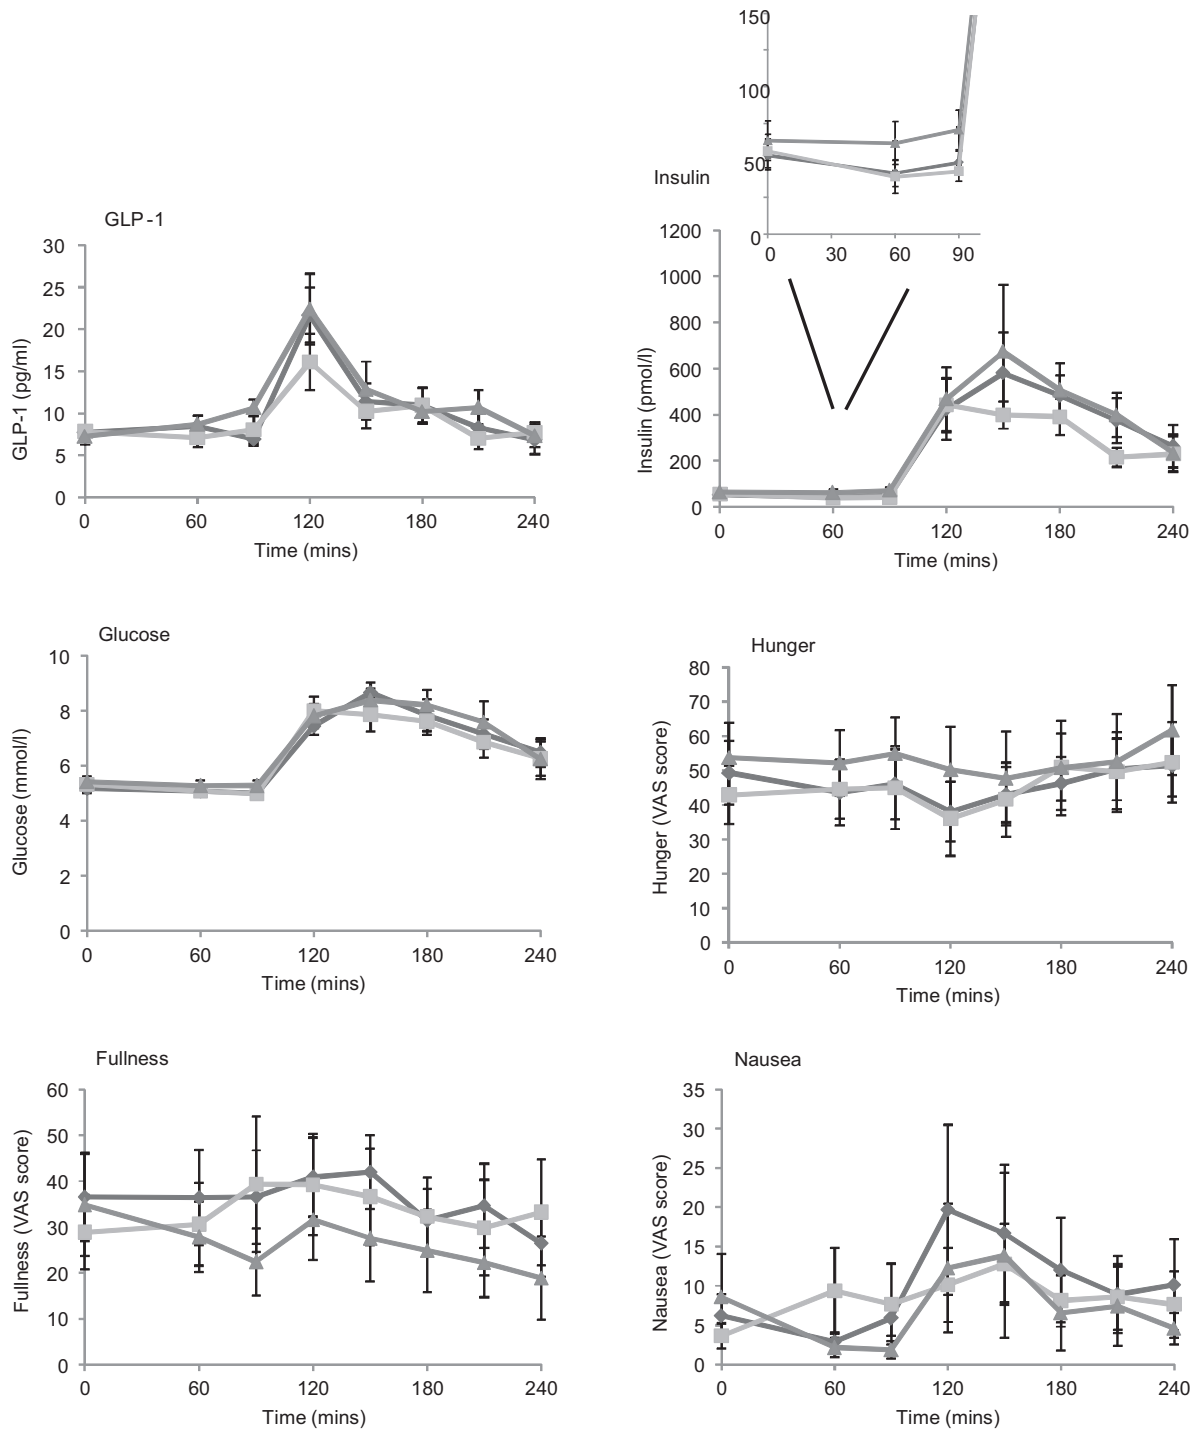 GLP-1
GLP-1 (pg/ml)
30
25
20
15
10
5
0
0 60 120 180 240
Time (mins)
150
100
50
0
0 30 60 90
Insulin
Insulin (pmol/l)
1200
1000
800
600
400
200
0
0 60 120 180 240
Time (mins)
Glucose
Glucose (mmol/l)
10
8
6
4
2
0
0 60 120 180 240
Time (mins)
Hunger
Hunger (VAS score)
80
70
60
50
40
30
20
10
0
0 60 120 180 240
Time (mins)
Fullness
Fullness (VAS score)
60
50
40
30
20
10
0
0 60 120 180 240
Time (mins)
Nausea
Nausea (VAS score)
35
30
25
20
15
10
5
0
0 60 120 180 240
Time (mins)